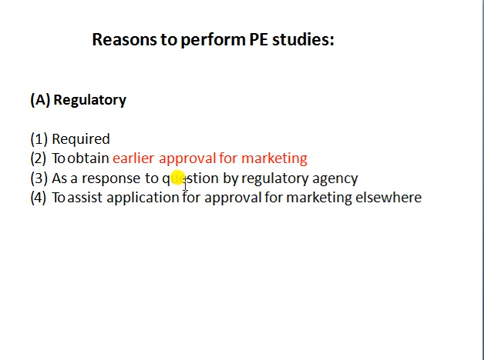 Reasons to perform PE studies:
(A) Regulatory
(1) Required
(2) To obtain earlier approval for marketing
(3) As a response to question by regulatory agency
(4) To assist application for approval for marketing elsewhere